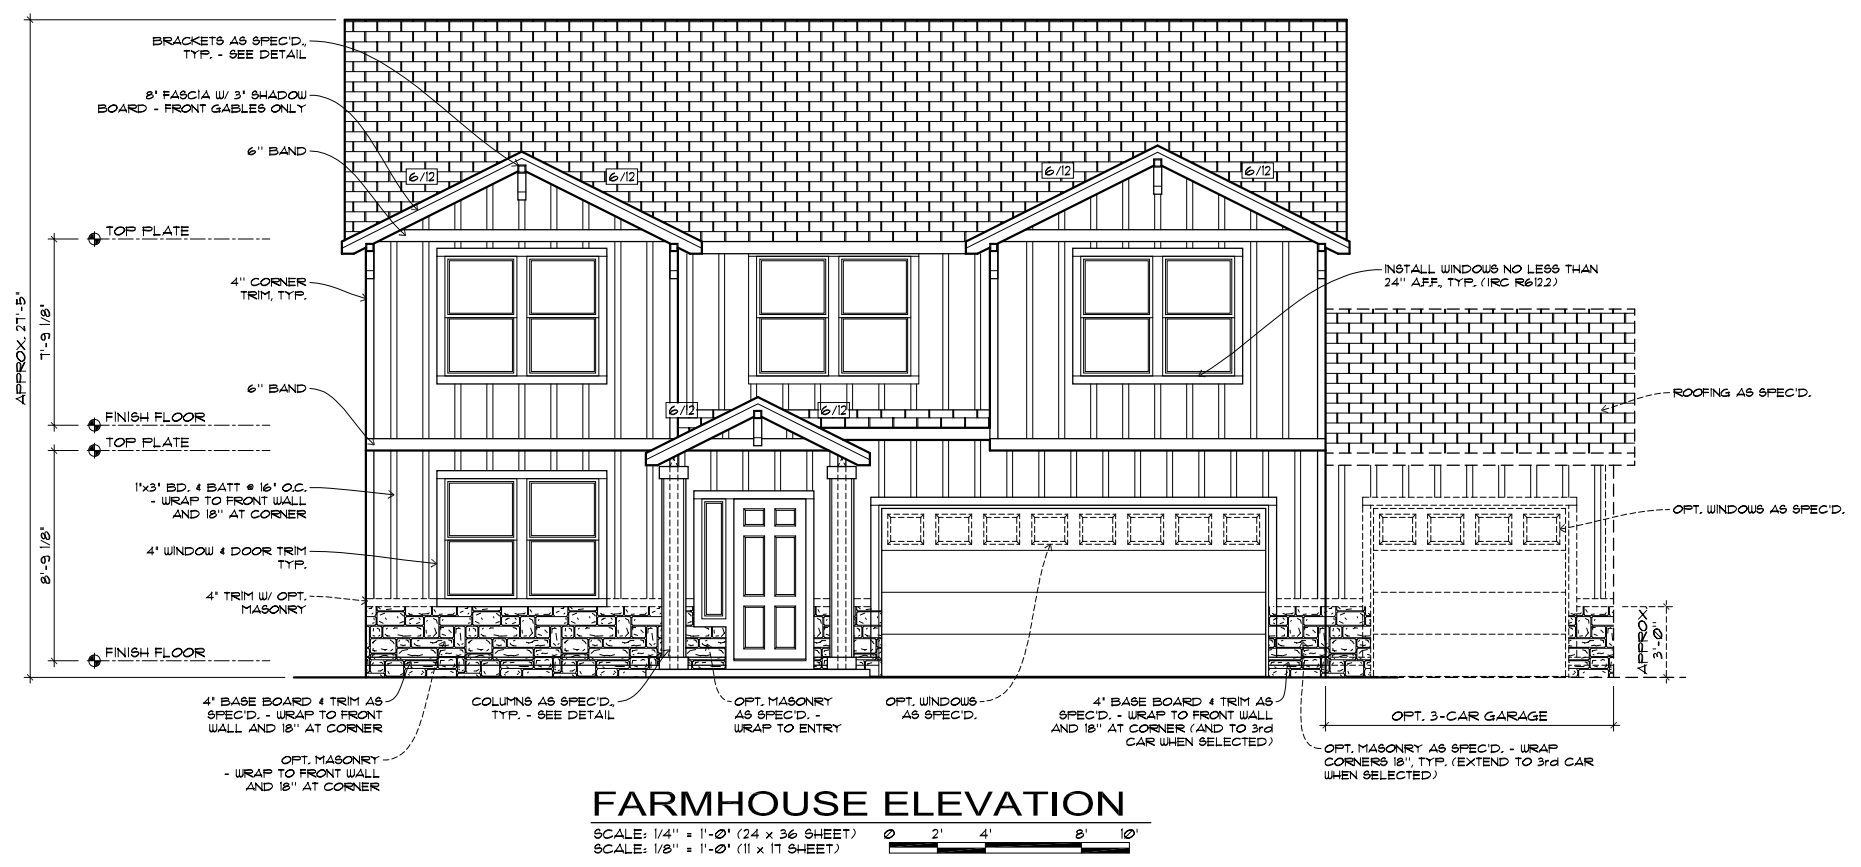 BRACKETS AS SPEC'D.,
TYP. - SEE DETAIL
8" FASCIA W/ 3" SHADOW
BOARD - FRONT GABLES ONLY
6" BAND
6/12
6/12
6/12
6/12
TOP PLATE
4" CORNER
TRIM, TYP.
INSTALL WINDOWS NO LESS THAN
24" A.F.F., TYP. (IRC R612.2)
APPROX. 27'-5"
7'-9 1/8"
6" BAND
6/12
6/12
ROOFING AS SPEC'D.
FINISH FLOOR
TOP PLATE
1"x3" BD. & BATT @ 16" O.C.
- WRAP TO FRONT WALL
AND 18" AT CORNER
OPT. WINDOWS AS SPEC'D.
8'-9 1/8"
4" WINDOW & DOOR TRIM
TYP.
4" TRIM W/ OPT.
MASONRY
APPROX
3'-0"
FINISH FLOOR
4" BASE BOARD & TRIM AS
SPEC'D. - WRAP TO FRONT
WALL AND 18" AT CORNER
COLUMNS AS SPEC'D.,
TYP. - SEE DETAIL
OPT. MASONRY
AS SPEC'D. -
WRAP TO ENTRY
OPT. WINDOWS
AS SPEC'D.
4" BASE BOARD & TRIM AS
SPEC'D. - WRAP TO FRONT WALL
AND 18" AT CORNER (AND TO 3rd
CAR WHEN SELECTED)
OPT. 3-CAR GARAGE
OPT. MASONRY
- WRAP TO FRONT WALL
AND 18" AT CORNER
OPT. MASONRY AS SPEC'D. - WRAP
CORNERS 18", TYP. (EXTEND TO 3rd CAR
WHEN SELECTED)
FARMHOUSE ELEVATION
SCALE: 1/4" = 1'-0" (24 x 36 SHEET)
SCALE: 1/8" = 1'-0" (11 x 17 SHEET)
0 2' 4' 8' 10'